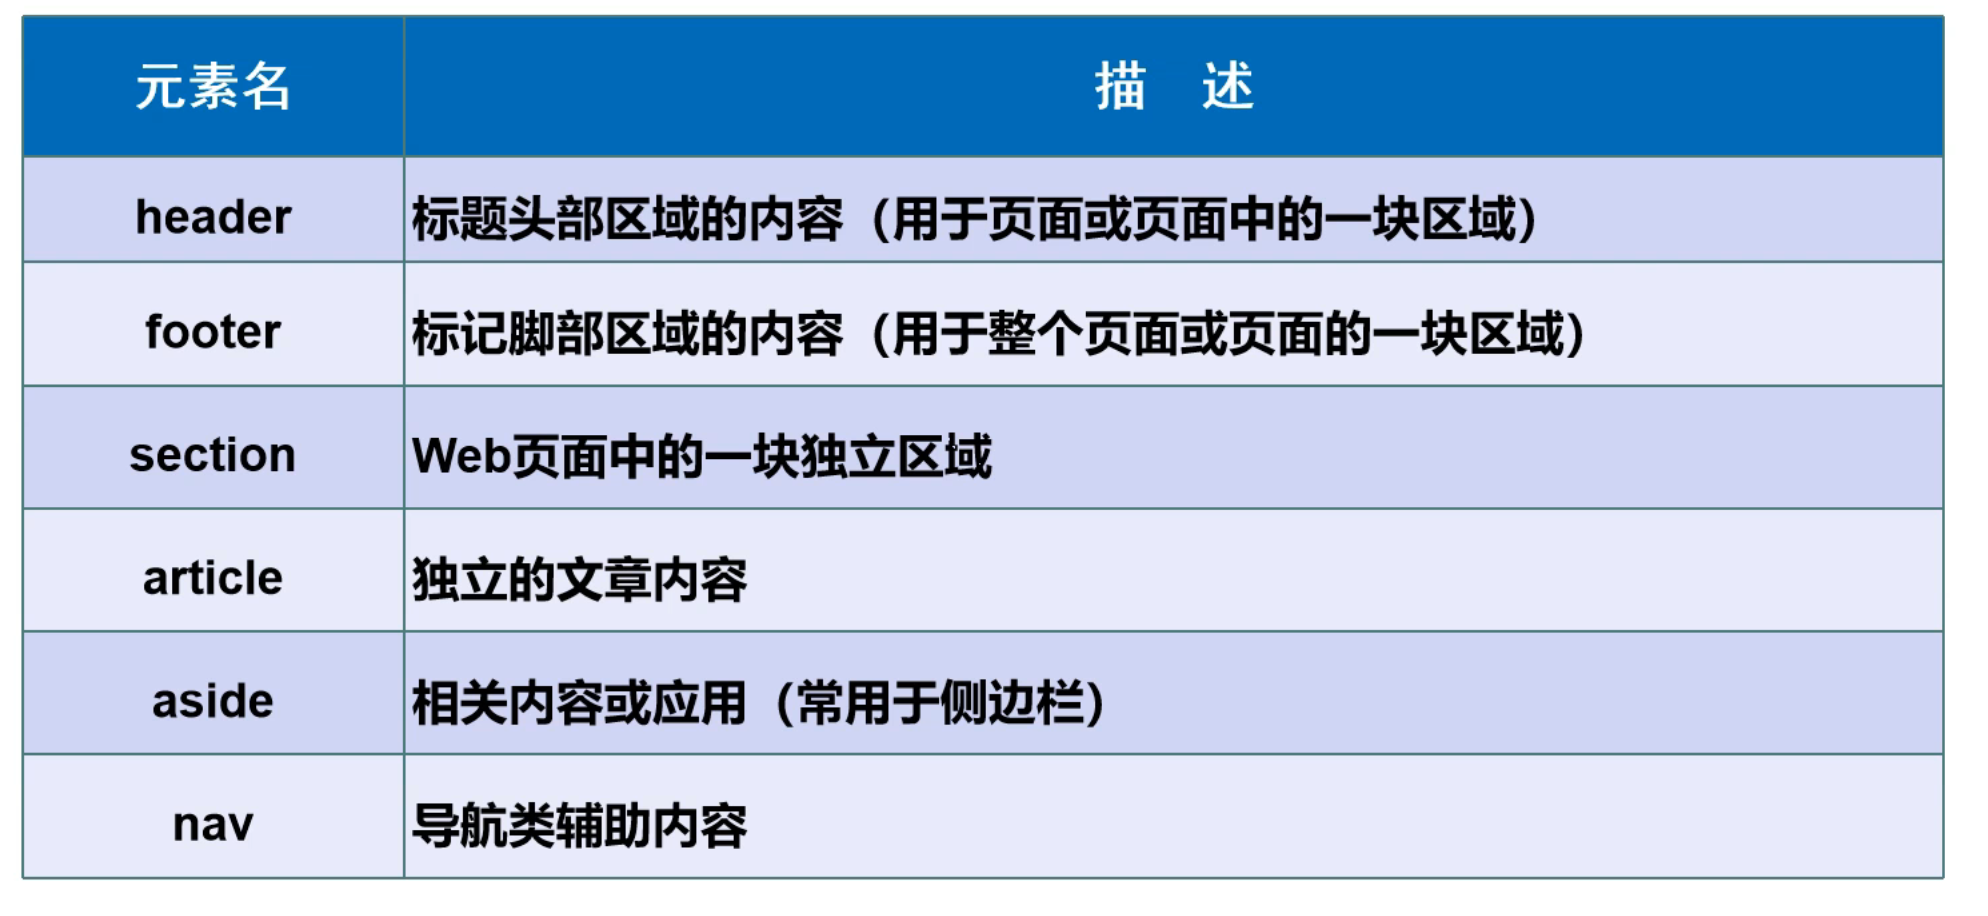 元素名 描 述
header 标题头部区域的内容（用于页面或页面中的一块区域）
footer 标记脚部区域的内容（用于整个页面或页面的一块区域）
section Web页面中的一块独立区域
article 独立的文章内容
aside 相关内容或应用（常用于侧边栏）
nav 导航类辅助内容